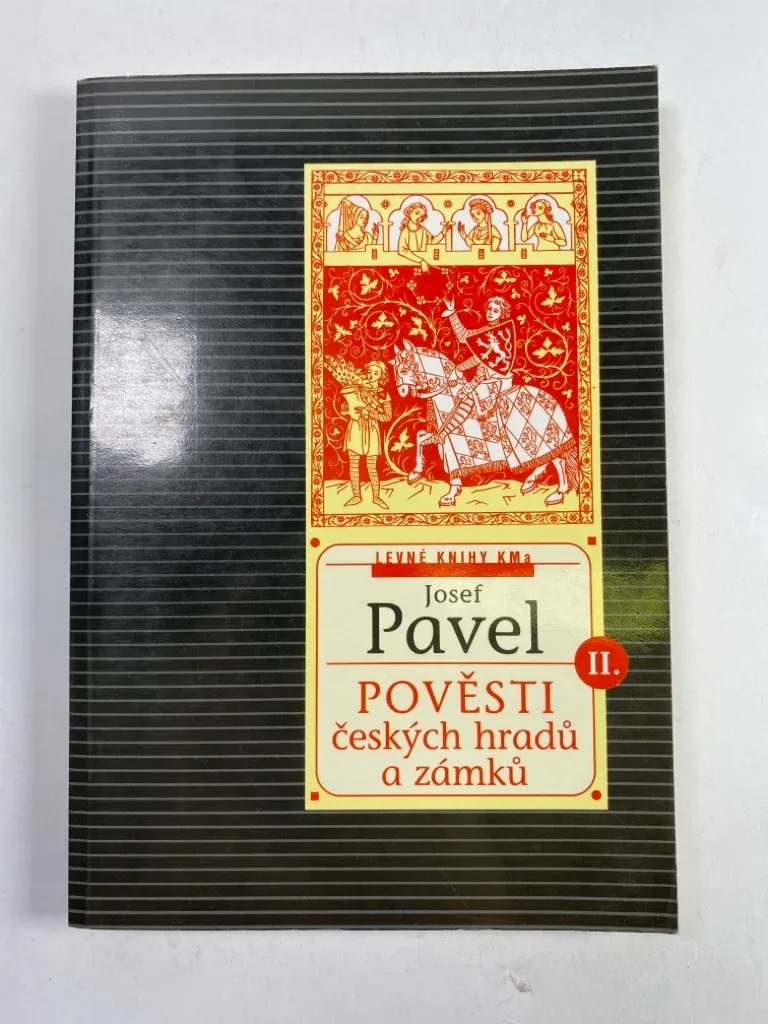 LEVNÉ KNIHY KMa
Josef
Pavel
II.
POVĚSTI
českých hradů
a zámků